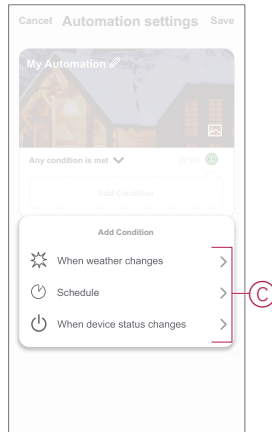 Cancel Automation settings Save
My Automation
Any condition is met
Add Condition
Add Condition
When weather changes
Schedule
When device status changes
C